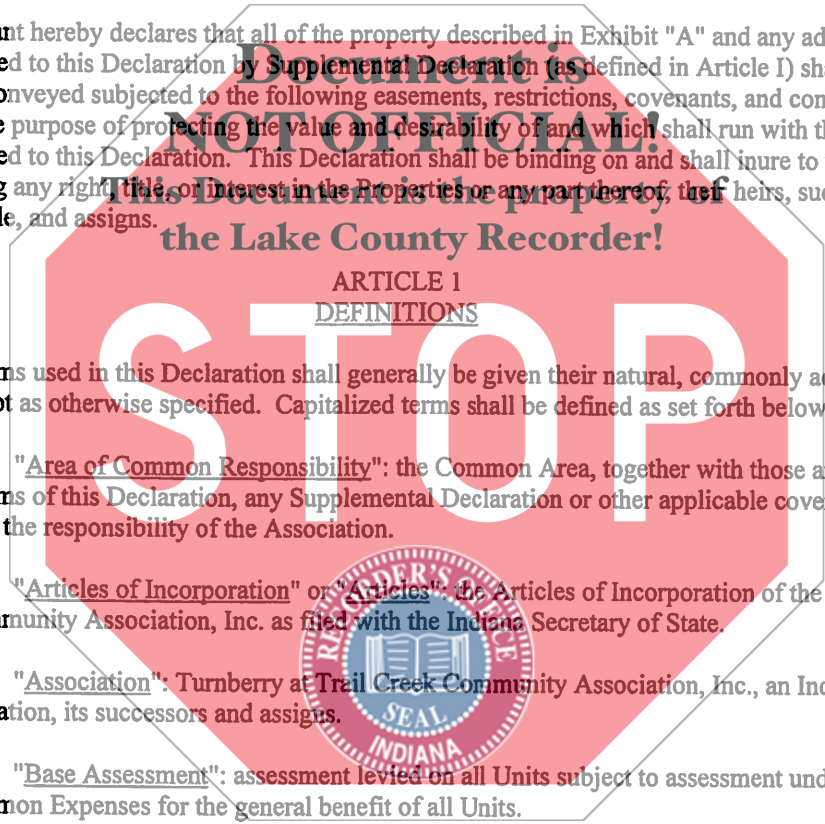 nt hereby declares that all of the property described in Exhibit "A" and any ad
ed to this Declaration by Supplemental Declaration (as defined in Article I) sh
onveyed subjected to the following easements, restrictions, covenants, and con
e purpose of protecting the value and desirability of and which shall run with th
ed to this Declaration. This Declaration shall be binding on and shall inure to
g any right, title, or interest in the Properties or any part thereof, their heirs, suc
le, and assigns.
Document is
NOT OFFICIAL!
This Document is the property of
the Lake County Recorder!
ARTICLE 1
DEFINITIONS
STOP
ms used in this Declaration shall generally be given their natural, commonly ac
pt as otherwise specified. Capitalized terms shall be defined as set forth below
"Area of Common Responsibility": the Common Area, together with those a
ms of this Declaration, any Supplemental Declaration or other applicable cove
the responsibility of the Association.
"Articles of Incorporation" or "Articles": the Articles of Incorporation of the
munity Association, Inc. as filed with the Indiana Secretary of State.
"Association": Turnberry at Trail Creek Community Association, Inc., an Ind
ation, its successors and assigns.
"Base Assessment": assessment levied on all Units subject to assessment und
mon Expenses for the general benefit of all Units.
RECORDER'S OFFICE
SEAL
INDIANA